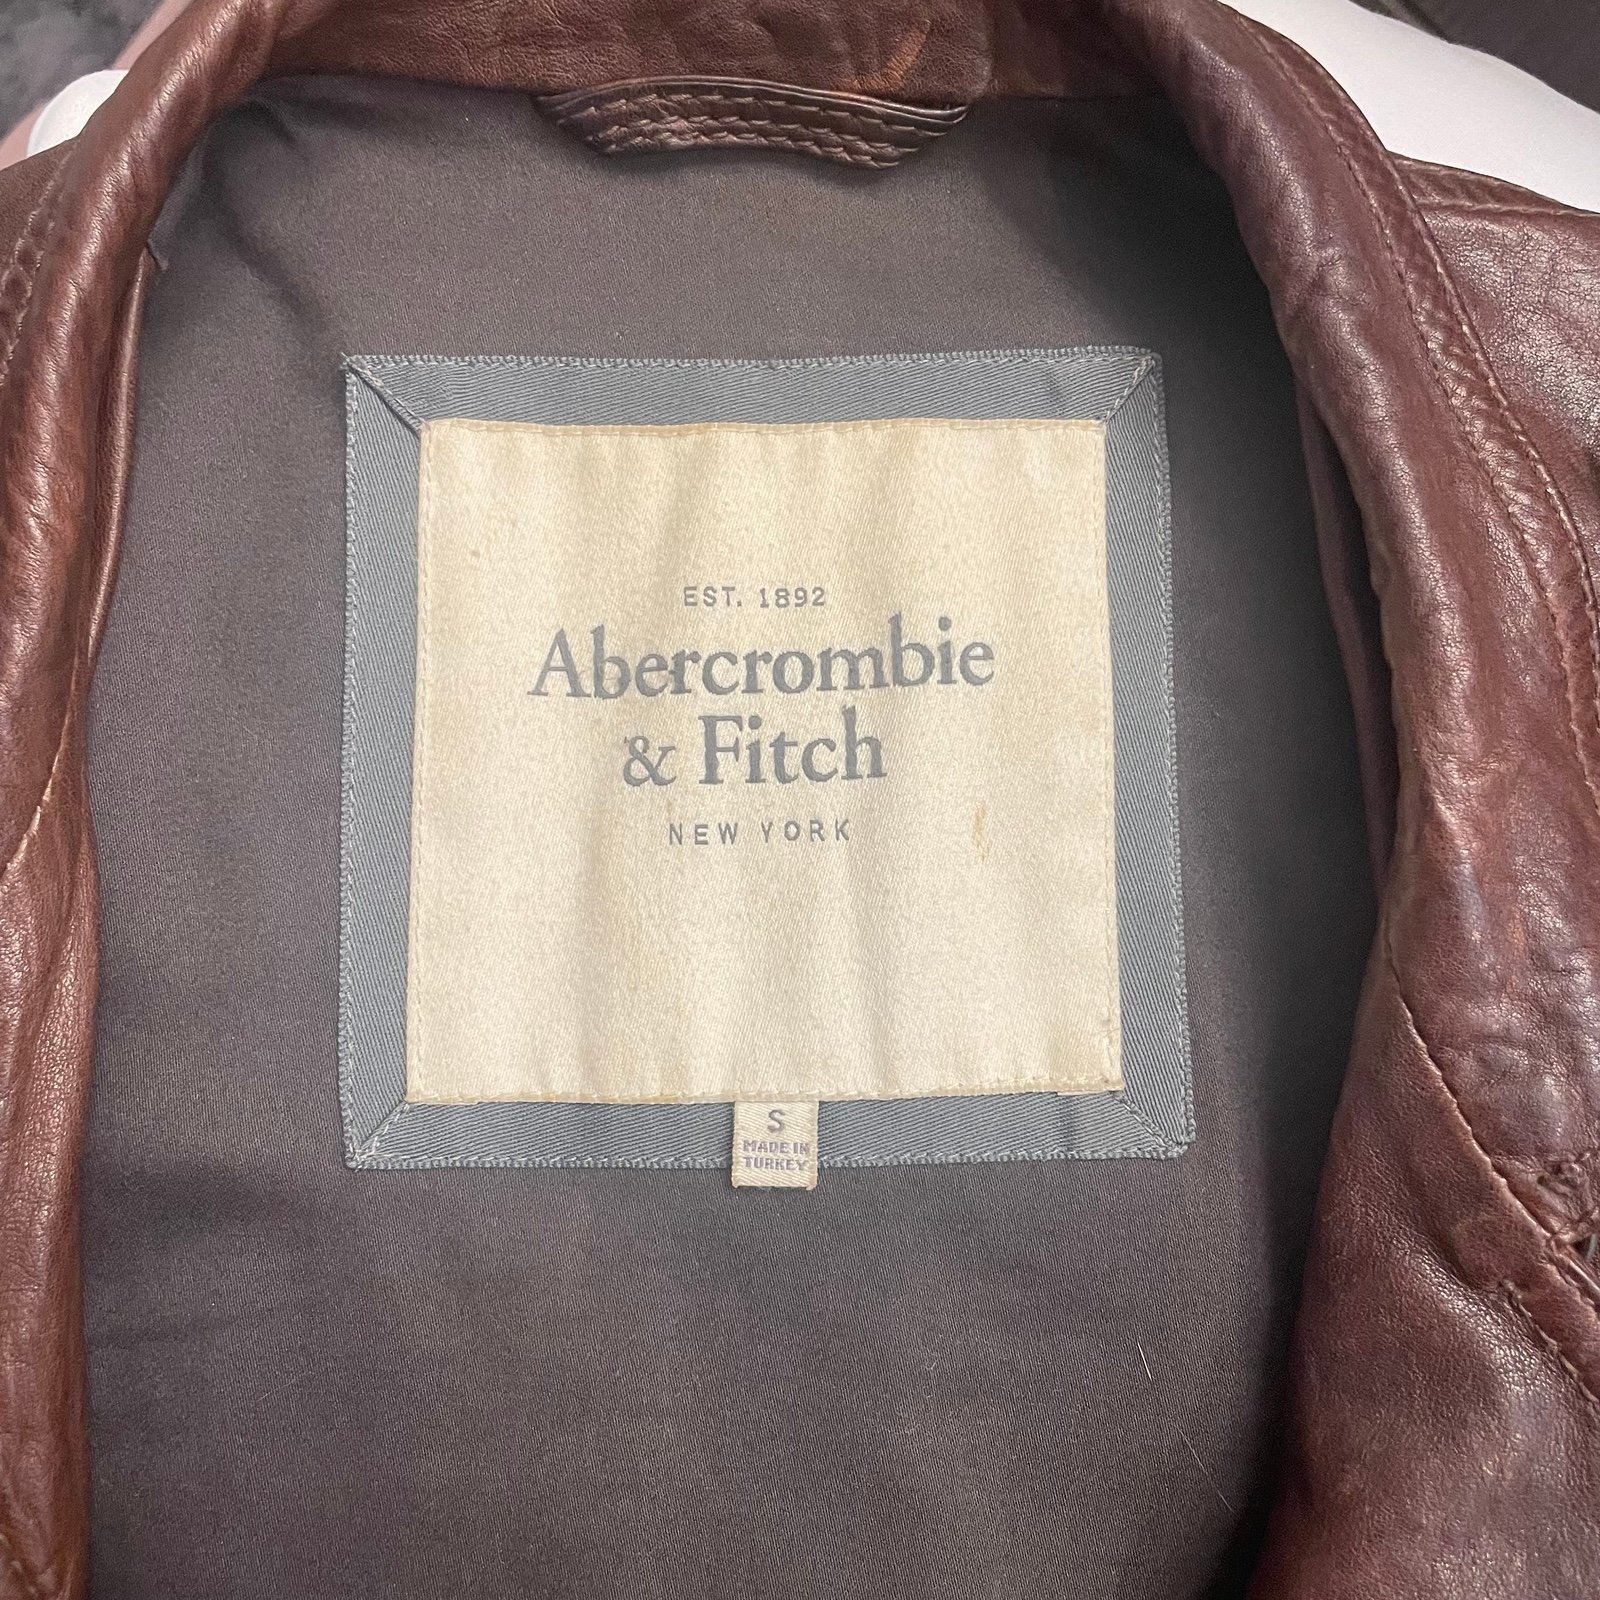 EST. 1892
Abercrombie
& Fitch
NEW YORK
S
MADE IN
TURKEY